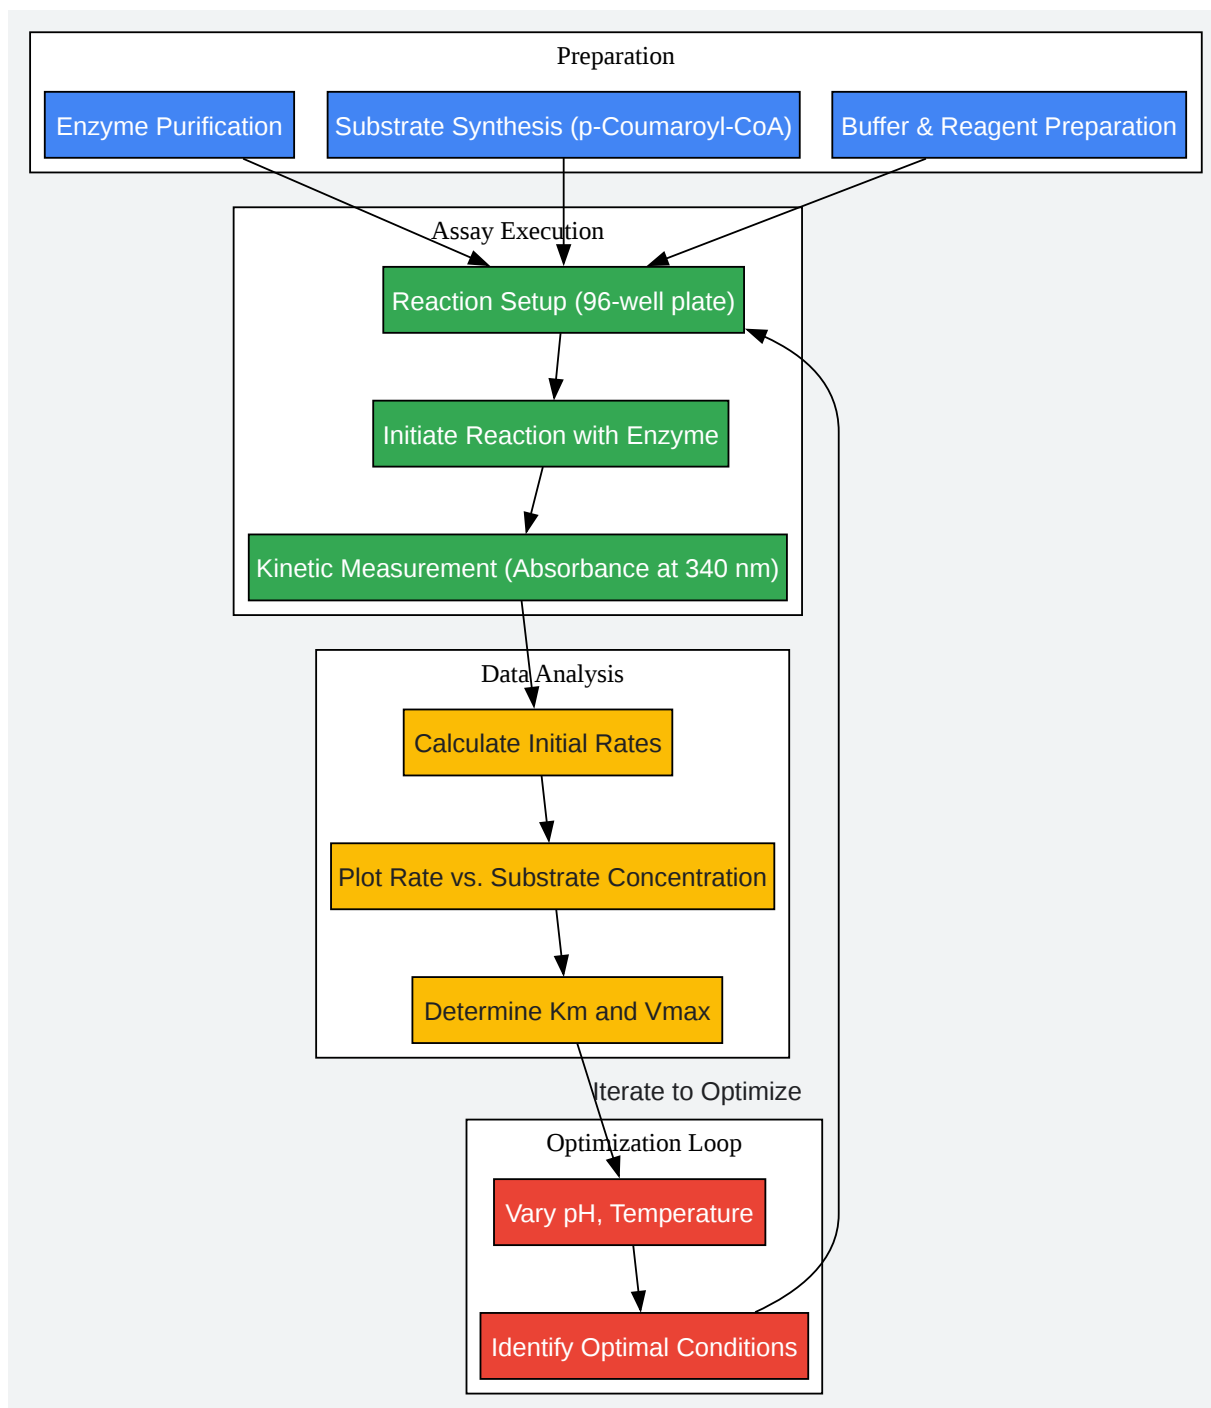 Preparation
Enzyme Purification
Substrate Synthesis (p-Coumaroyl-CoA)
Buffer & Reagent Preparation
Assay Execution
Reaction Setup (96-well plate)
Initiate Reaction with Enzyme
Kinetic Measurement (Absorbance at 340 nm)
Data Analysis
Calculate Initial Rates
Plot Rate vs. Substrate Concentration
Determine Km and Vmax
Iterate to Optimize
Optimization Loop
Vary pH, Temperature
Identify Optimal Conditions